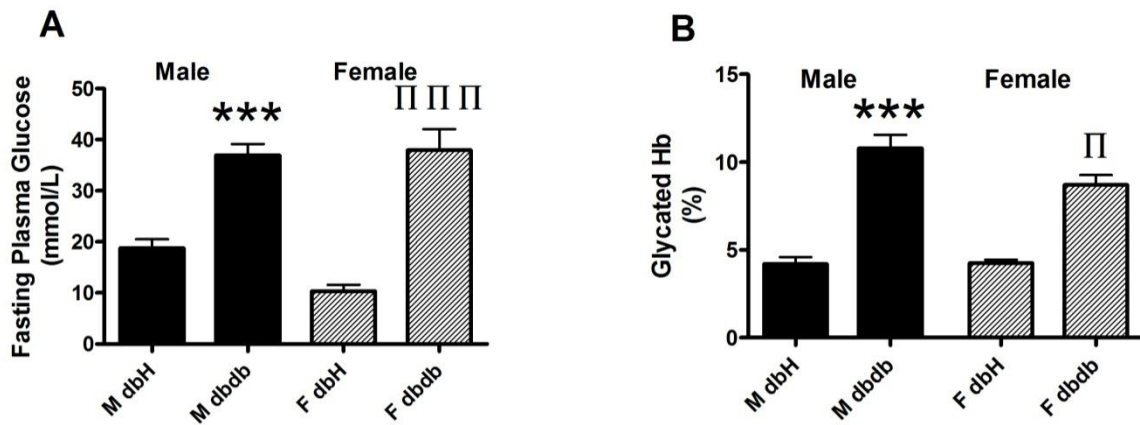 A
Male Female
Fasting Plasma Glucose
(mmol/L)
50
40
30
20
10
0
***
Π Π Π
M dbH
M dbdb
F dbH
F dbdb
B
Male Female
Glycated Hb
(%)
15
10
5
0
***
Π
M dbH
M dbdb
F dbH
F dbdb